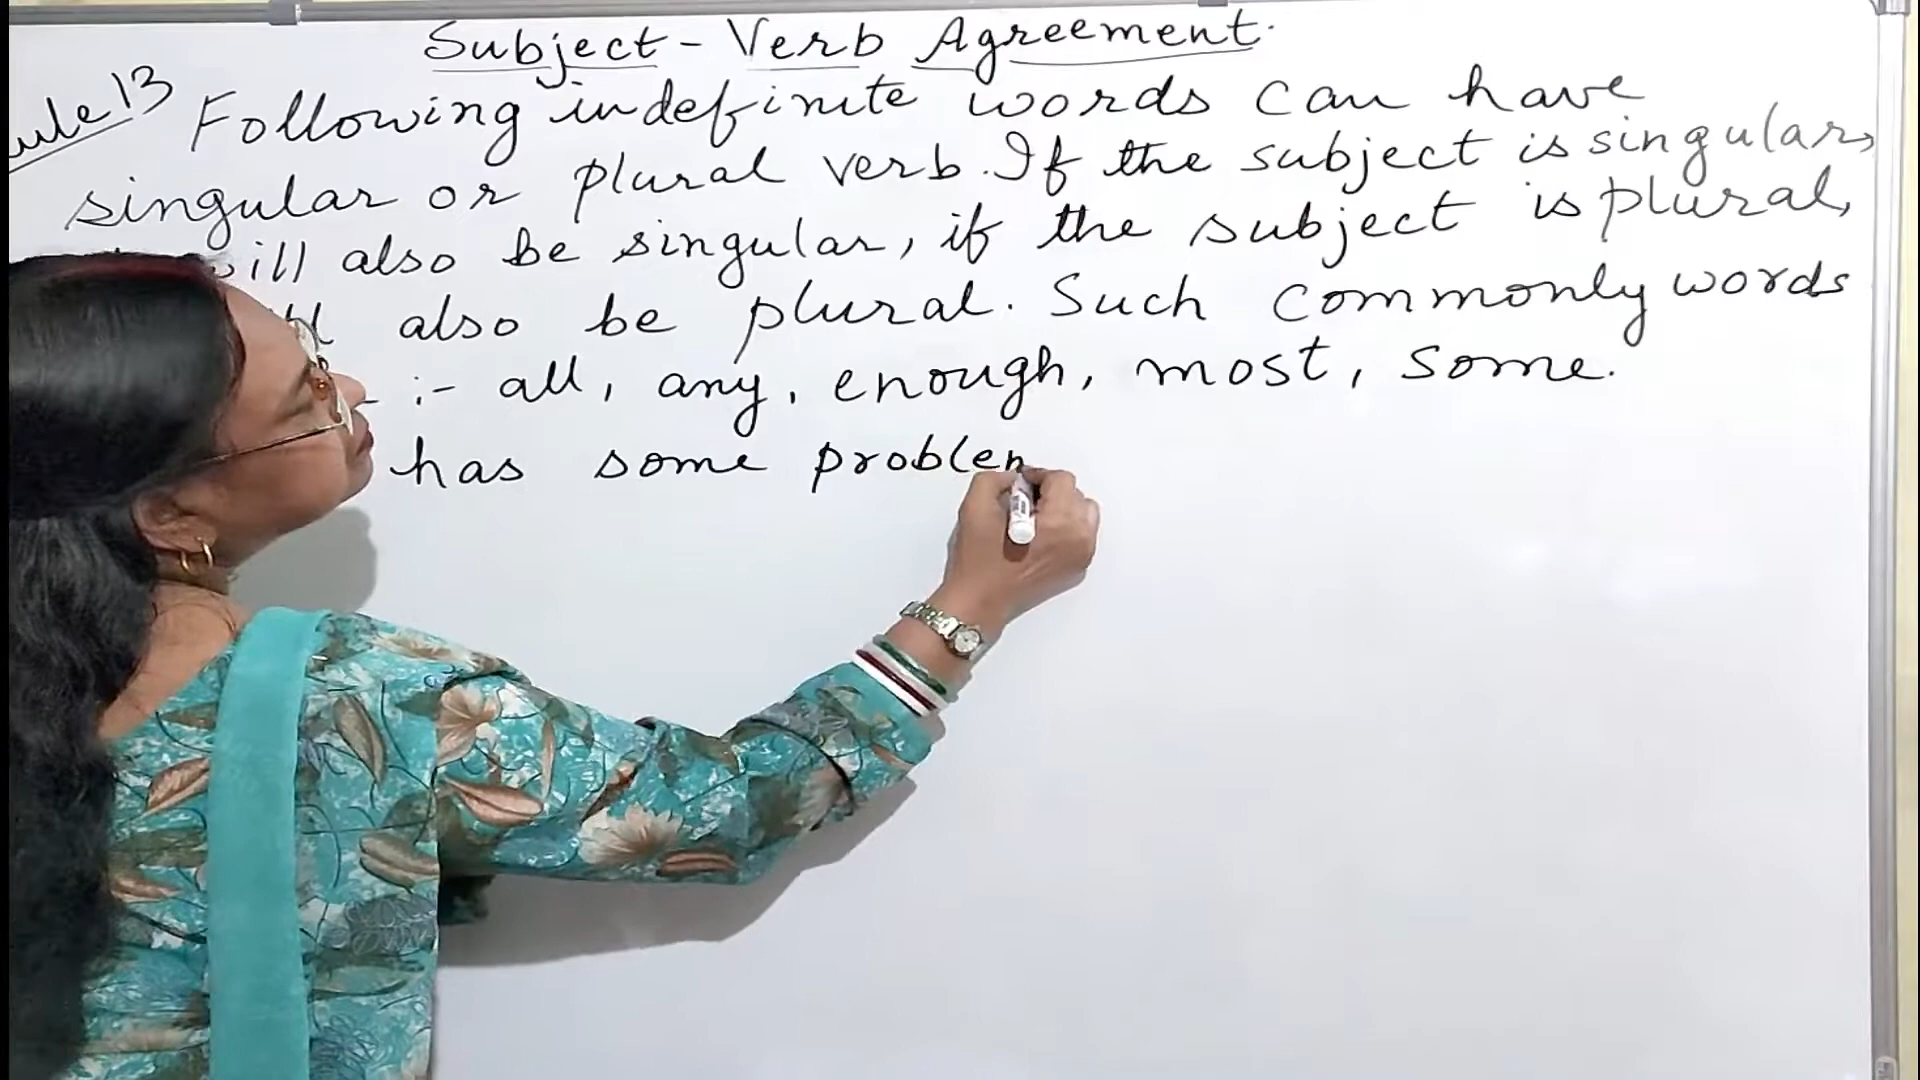 Subject - Verb Agreement.
Rule 13 Following indefinite words can have
singular or plural verb. If the subject is singular,
will also be singular, if the subject is plural,
also be plural. Such commonly words
:- all, any, enough, most, some.
has some problem